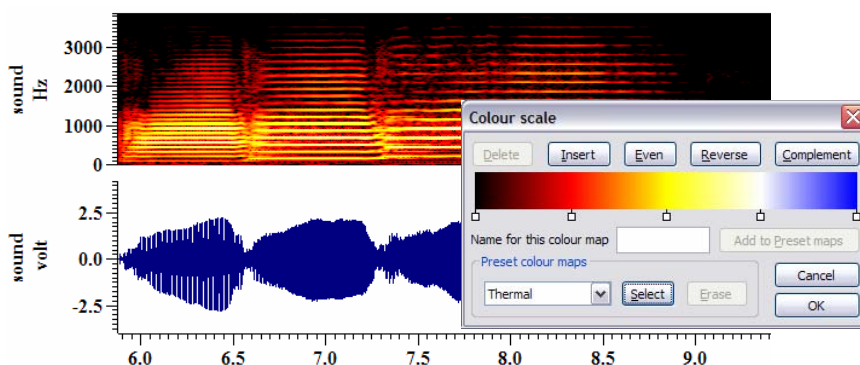 3000
2000
1000
0
sound
Hz
2.5
0.0
-2.5
sound
volt
6.0 6.5 7.0 7.5 8.0 8.5 9.0
Colour scale
Delete Insert Even Reverse Complement
Name for this colour map Add to Preset maps
Preset colour maps
Thermal Select Erase
Cancel
OK